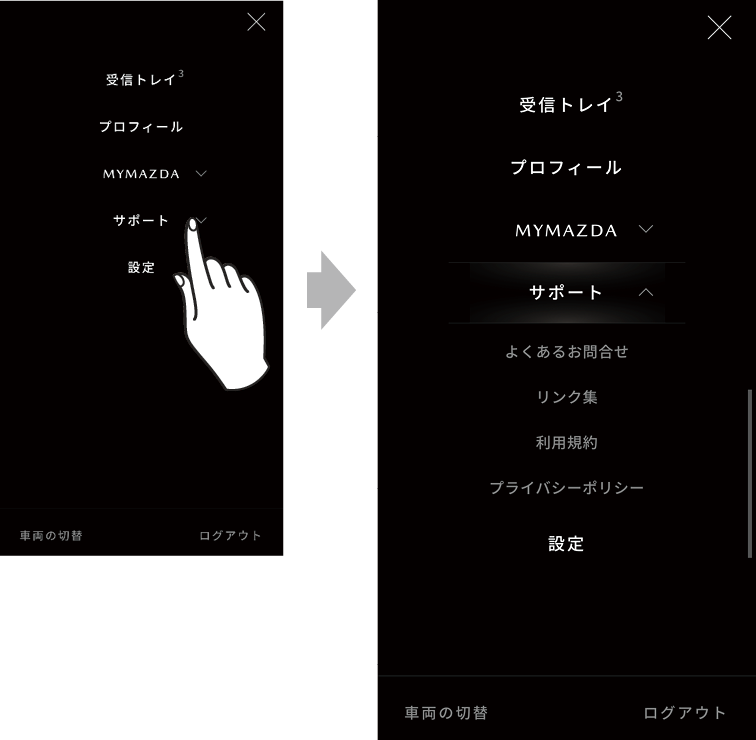 受信トレイ3
プロフィール
MYMAZDA
サポート
設定
車両の切替
ログアウト
受信トレイ3
プロフィール
MYMAZDA
サポート
よくあるお問合せ
リンク集
利用規約
プライバシーポリシー
設定
車両の切替
ログアウト